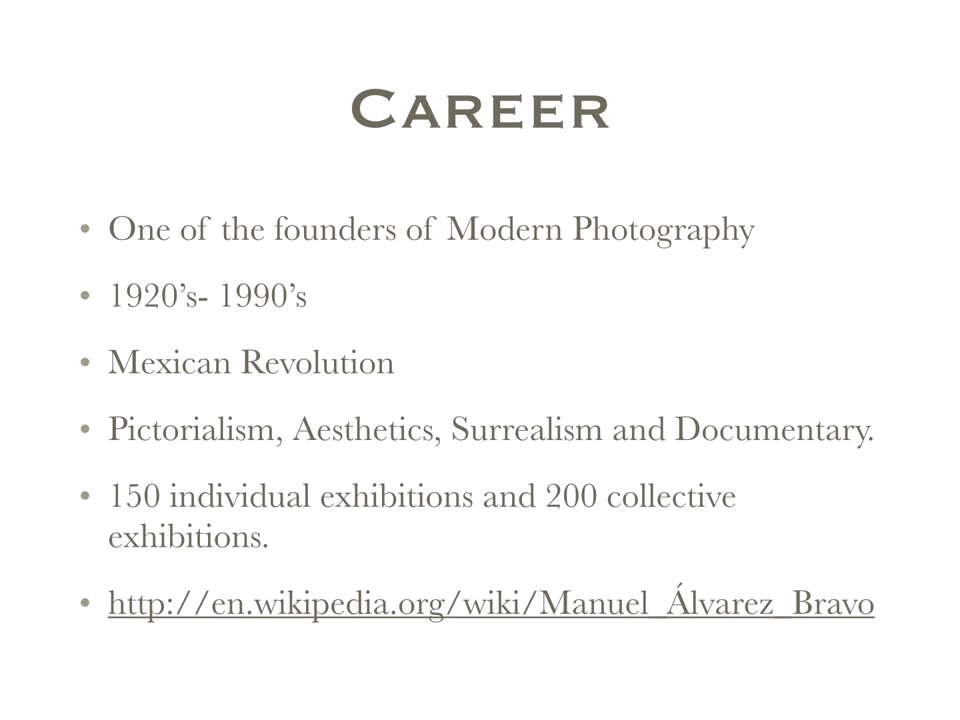 Career
• One of the founders of Modern Photography
• 1920’s- 1990’s
• Mexican Revolution
• Pictorialism, Aesthetics, Surrealism and Documentary.
• 150 individual exhibitions and 200 collective
exhibitions.
• http://en.wikipedia.org/wiki/Manuel_Álvarez_Bravo